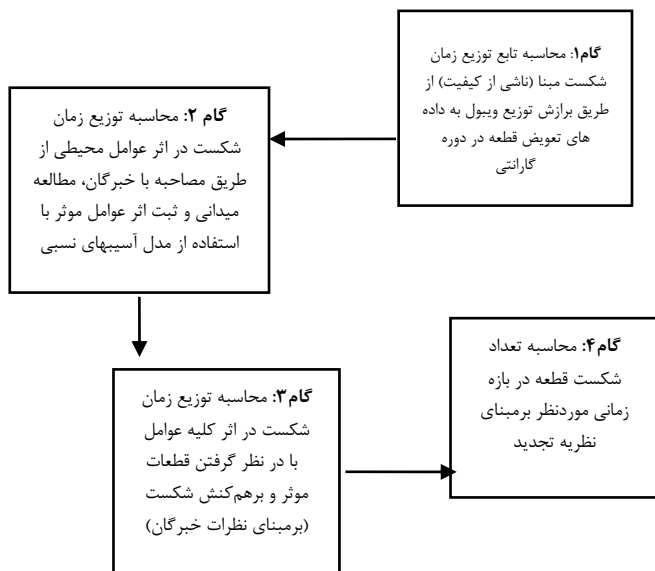 گام۱: محاسبه تابع توزیع زمان
شکست مبنا (ناشی از کیفیت) از
طریق برازش توزیع ویبول به داده
های تعویض قطعه در دوره
گارانتی
گام ۲: محاسبه توزیع زمان
شکست در اثر عوامل محیطی از
طریق مصاحبه با خبرگان، مطالعه
میدانی و ثبت اثر عوامل موثر با
استفاده از مدل آسیبهای نسبی
گام۳: محاسبه توزیع زمان
شکست در اثر کلیه عوامل
با در نظر گرفتن قطعات
موثر و برهم‌کنش شکست
(برمبنای نظرات خبرگان)
گام۴: محاسبه تعداد
شکست قطعه در بازه
زمانی موردنظر برمبنای
نظریه تجدید